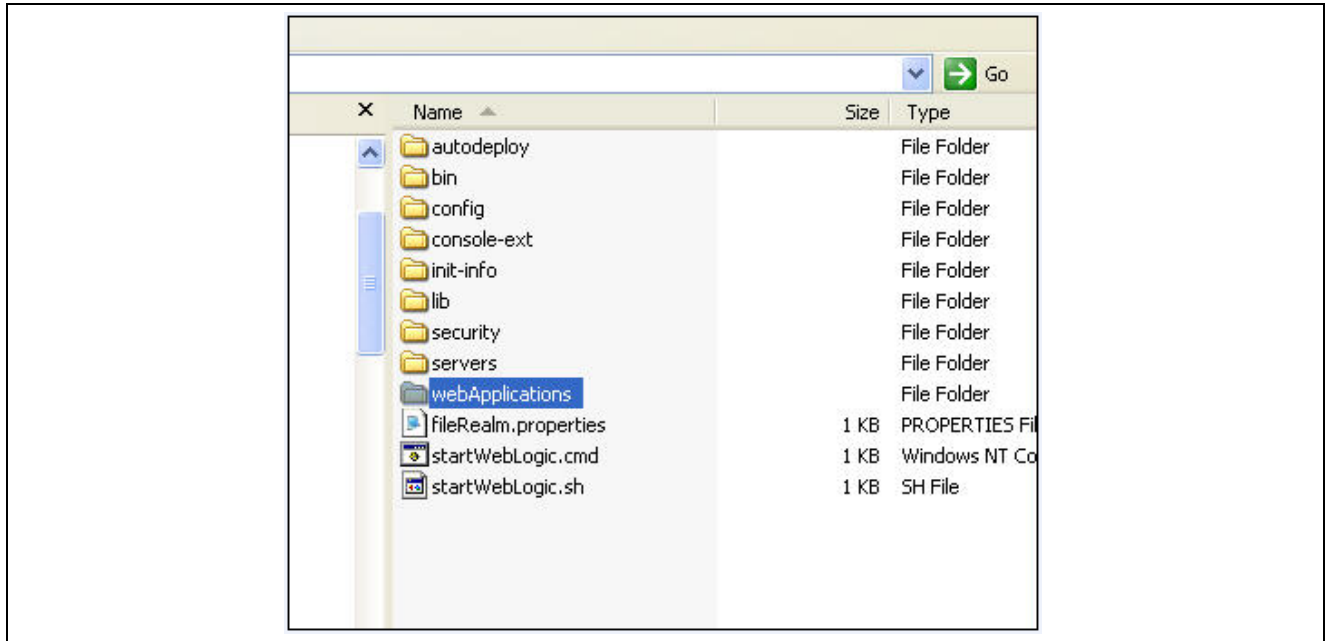 Go
X Name Size Type
autodeploy File Folder
bin File Folder
config File Folder
console-ext File Folder
init-info File Folder
lib File Folder
security File Folder
servers File Folder
webApplications File Folder
fileRealm.properties 1 KB PROPERTIES Fil
startWebLogic.cmd 1 KB Windows NT Co
startWebLogic.sh 1 KB SH File